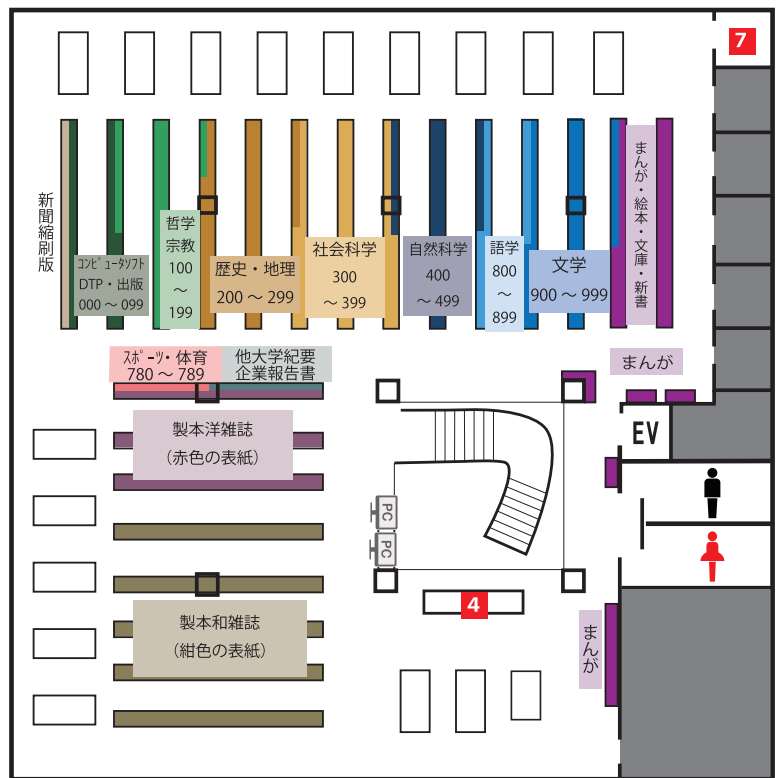 7
新聞縮刷版
ｺﾝﾋﾟｭｰﾀｿﾌﾄ
DTP・出版
000 ～ 099
哲学
宗教
100
～
199
歴史・地理
200 ～ 299
社会科学
300
～ 399
自然科学
400
～ 499
語学
800
～
899
文学
900 ～ 999
まんが・絵本・文庫・新書
ｽﾎﾟｰﾂ・体育
780 ～ 789
他大学紀要
企業報告書
まんが
EV
製本洋雑誌
（赤色の表紙）
PC
PC
4
製本和雑誌
（紺色の表紙）
まんが